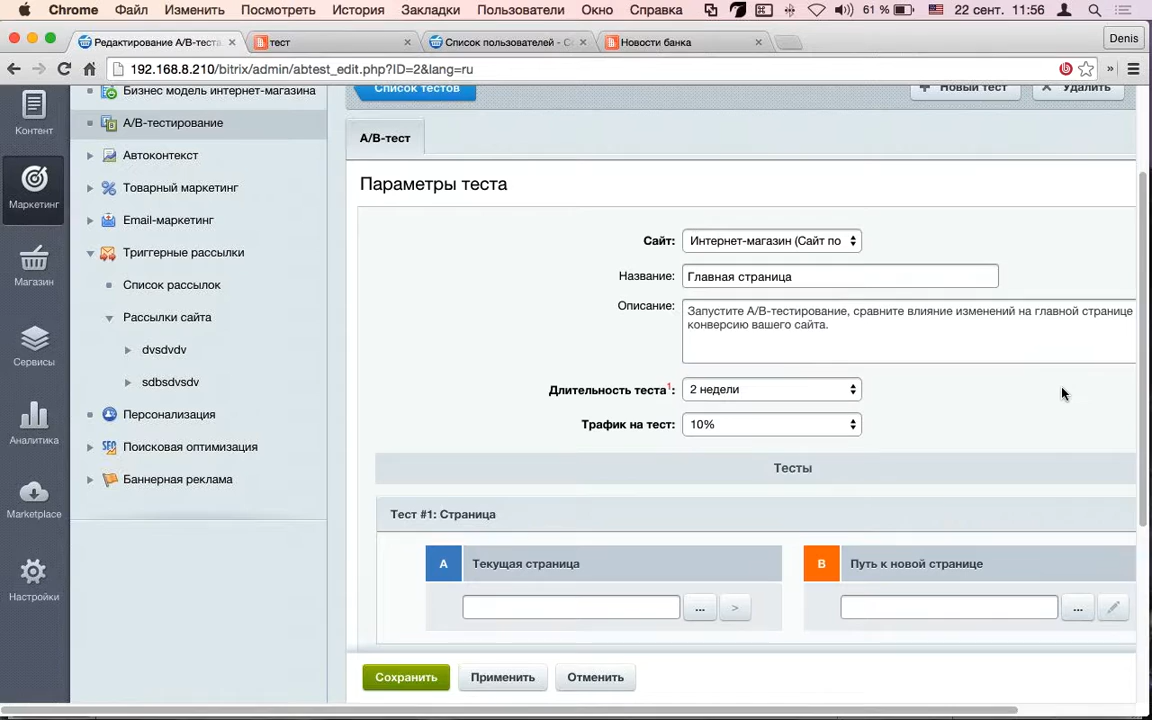 Chrome Файл Изменить Посмотреть История Закладки Пользователи Окно Справка 61 % 22 сент. 11:56
Редактирование A/B-теста × тест × Список пользователей - С × Новости банка × Denis
192.168.8.210/bitrix/admin/abtest_edit.php?ID=2&lang=ru »
Контент
Маркетинг
Магазин
Сервисы
Аналитика
Marketplace
Настройки
Бизнес модель интернет-магазина
A/B-тестирование
Автоконтекст
Товарный маркетинг
Email-маркетинг
Триггерные рассылки
Список рассылок
Рассылки сайта
dvsdvdv
sdbsdvsdv
Персонализация
Поисковая оптимизация
Баннерная реклама
Список тестов + Новый тест × Удалить
A/B-тест
Параметры теста
Сайт: Интернет-магазин (Сайт по
Название: Главная страница
Описание: Запустите A/B-тестирование, сравните влияние изменений на главной странице
конверсию вашего сайта.
Длительность теста1: 2 недели
Трафик на тест: 10%
Тесты
Тест #1: Страница
A Текущая страница B Путь к новой странице
... > ...
Сохранить Применить Отменить